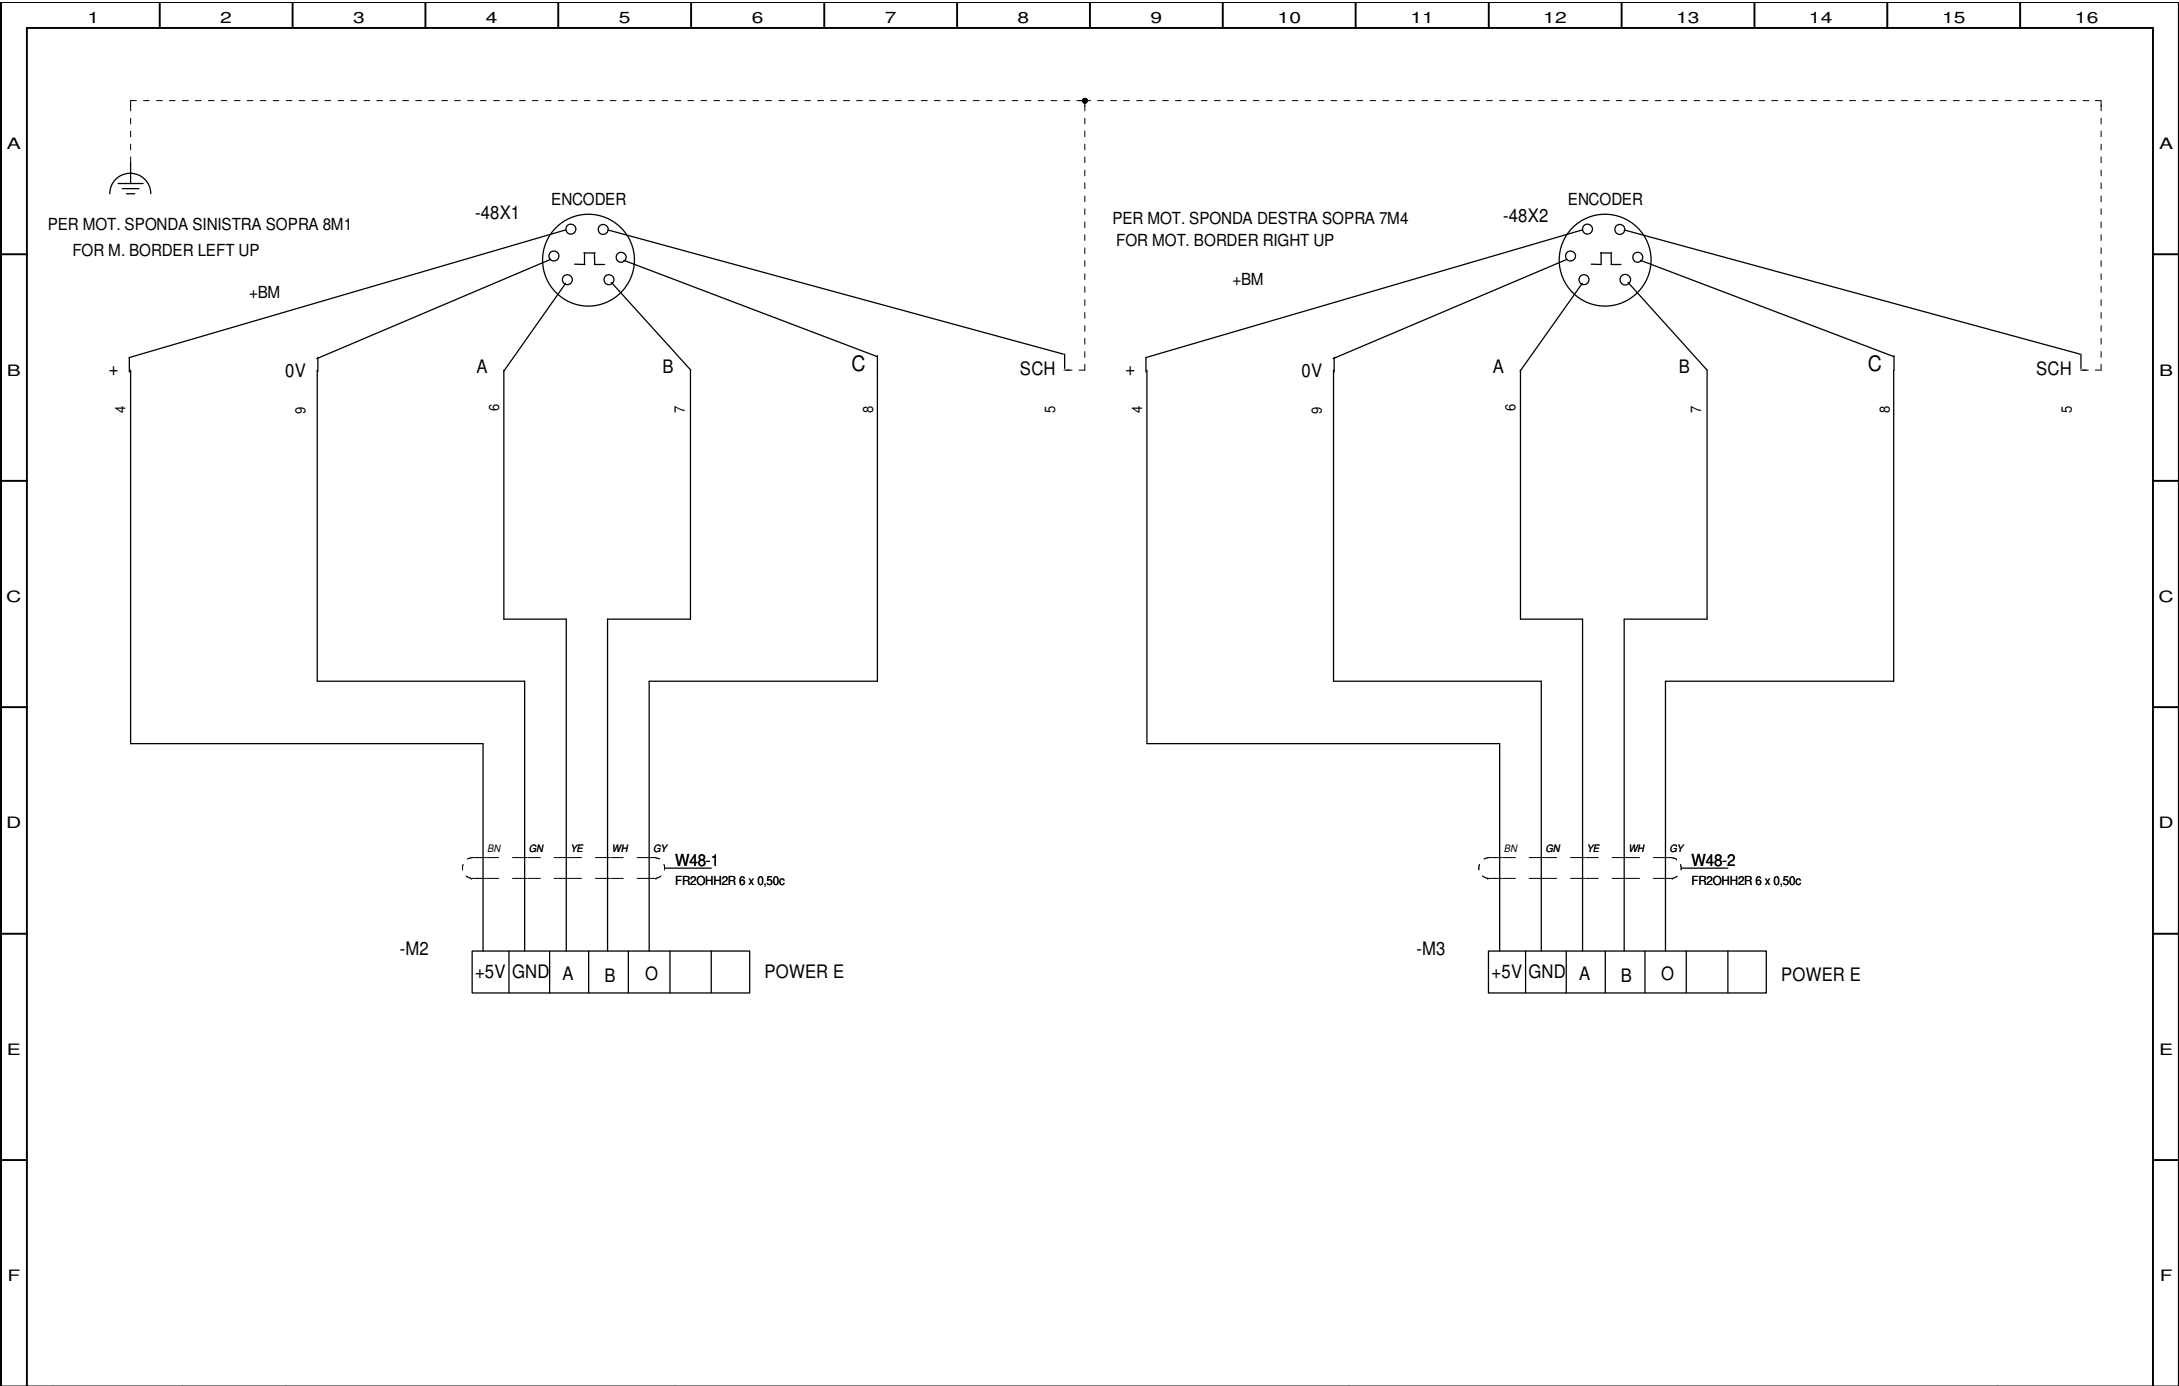 1 2 3 4 5 6 7 8 9 10 11 12 13 14 15 16
A A
ENCODER
-48X1
PER MOT. SPONDA SINISTRA SOPRA 8M1
FOR M. BORDER LEFT UP
+BM
ENCODER
-48X2
PER MOT. SPONDA DESTRA SOPRA 7M4
FOR MOT. BORDER RIGHT UP
+BM
B + 0V A B C SCH + 0V A B C SCH B
4 9 6 7 8 5 4 9 6 7 8 5
C C
D D
BN GN YE WH GY
W48-1
FR2OHH2R 6 x 0,50c
BN GN YE WH GY
W48-2
FR2OHH2R 6 x 0,50c
-M2
+5V GND A B O POWER E
-M3
+5V GND A B O POWER E
E E
F F